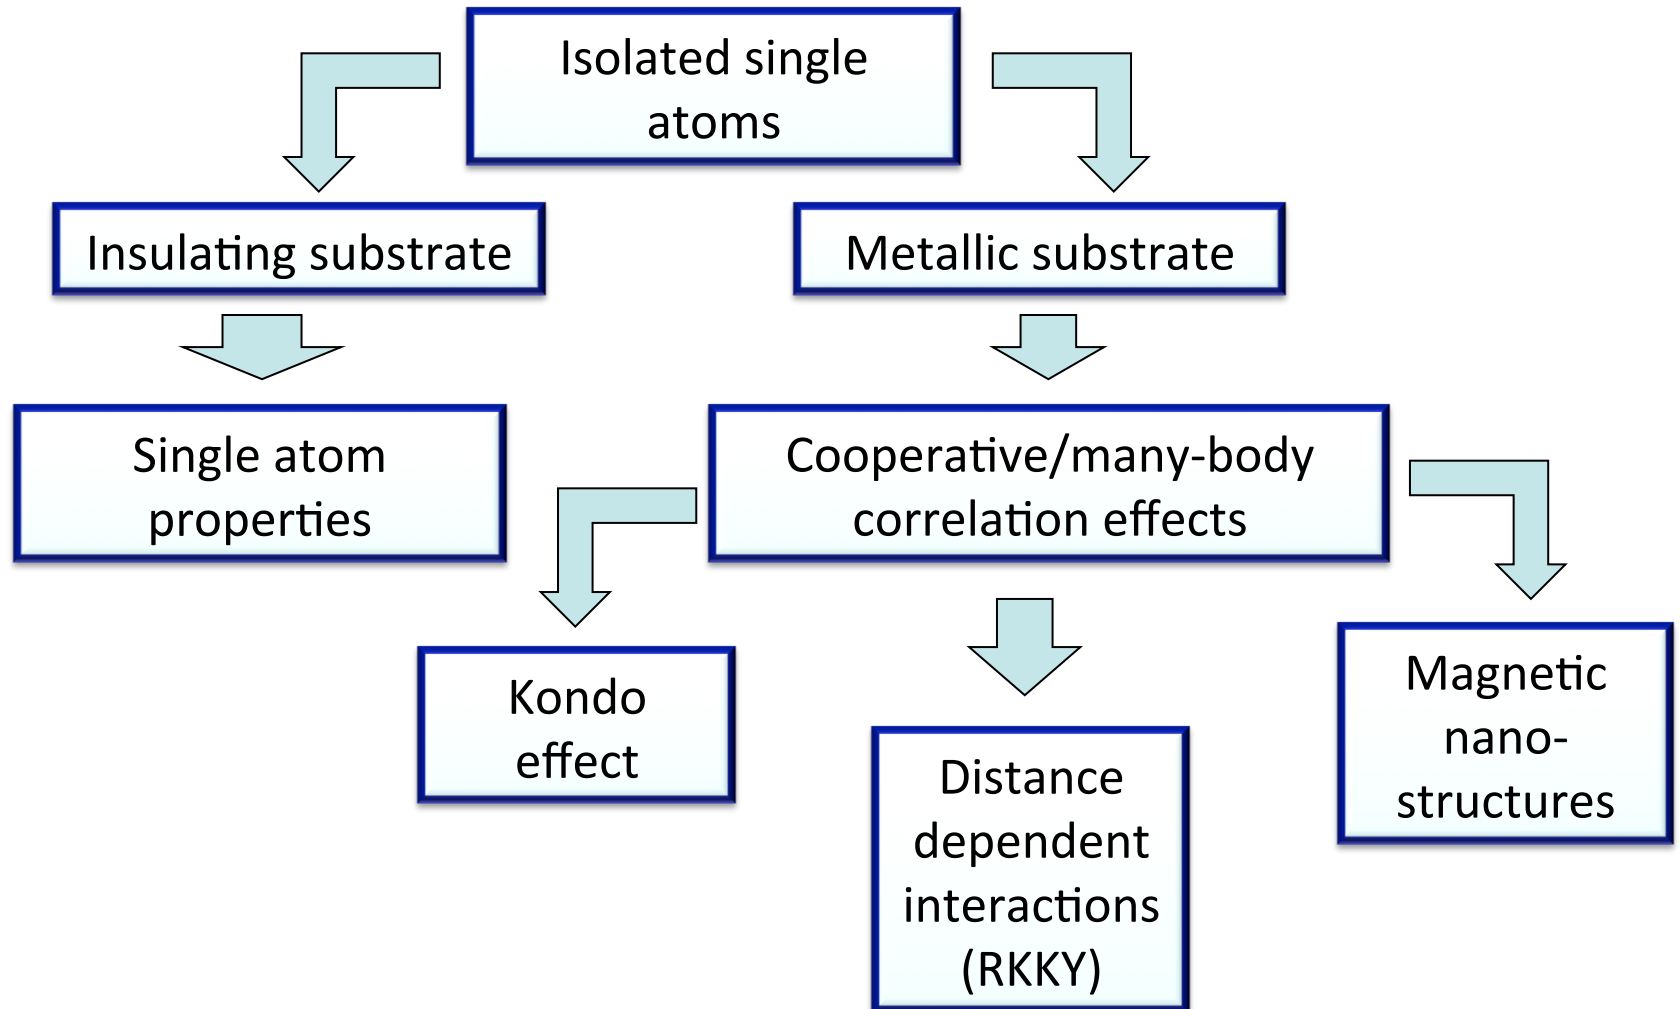 Isolated single
atoms
Insulating substrate
Metallic substrate
Single atom
properties
Cooperative/many-body
correlation effects
Kondo
effect
Distance
dependent
interactions
(RKKY)
Magnetic
nano-
structures